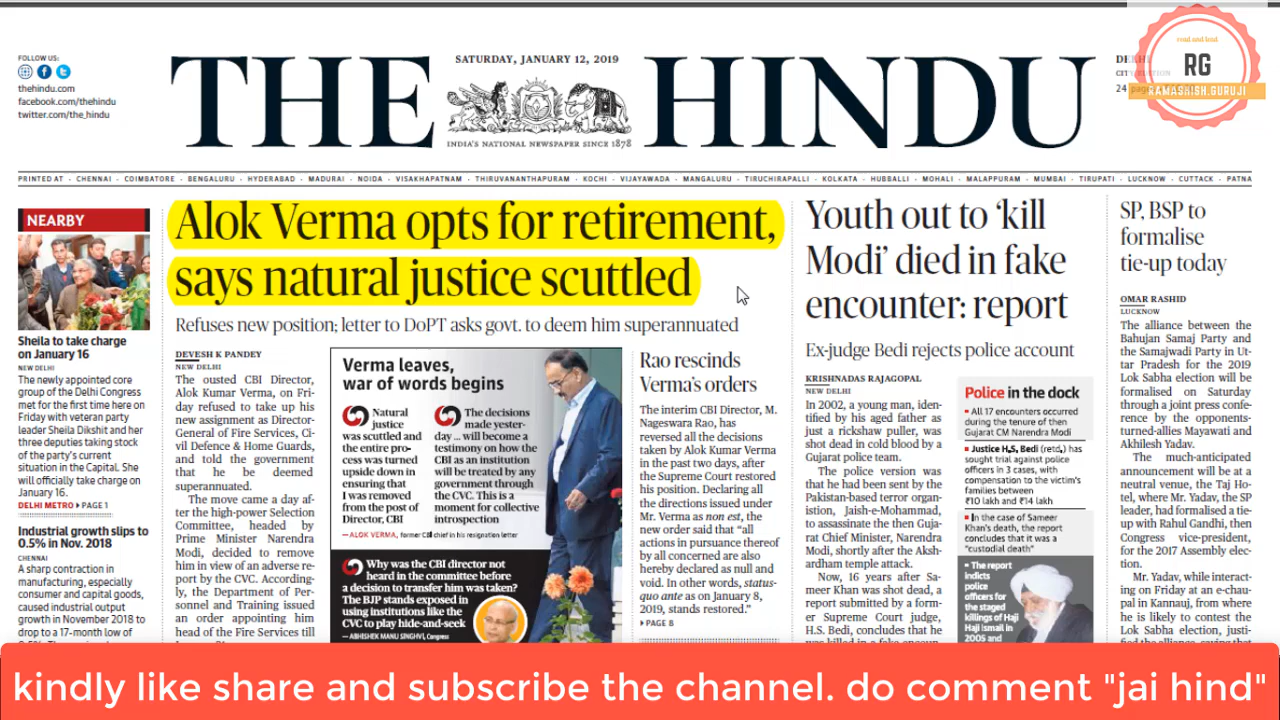 FOLLOW US:
thehindu.com
facebook.com/thehindu
twitter.com/the_hindu
THE HINDU
SATURDAY, JANUARY 12, 2019
INDIA'S NATIONAL NEWSPAPER SINCE 1878
24
read and lead
RG
RAMASHISH.GURUJI
PRINTED AT • CHENNAI • COIMBATORE • BENGALURU • HYDERABAD • MADURAI • NOIDA • VISAKHAPATNAM • THIRUVANANTHAPURAM • KOCHI • VIJAYAWADA • MANGALURU • TIRUCHIRAPALLI • KOLKATA • HUBBALLI • MOHALI • MALAPPURAM • MUMBAI • TIRUPATI • LUCKNOW • CUTTACK • PATNA
NEARBY
Sheila to take charge
on January 16
NEW DELHI
The newly appointed core
group of the Delhi Congress
met for the first time here on
Friday with veteran party
leader Sheila Dikshit and her
three deputies taking stock
of the party's current
situation in the Capital. She
will officially take charge on
January 16.
DELHI METRO ▸ PAGE 1
Industrial growth slips to
0.5% in Nov. 2018
CHENNAI
A sharp contraction in
manufacturing, especially
consumer and capital goods,
caused industrial output
growth in November 2018 to
drop to a 17-month low of
Alok Verma opts for retirement,
says natural justice scuttled
Refuses new position; letter to DoPT asks govt. to deem him superannuated
DEVESH K PANDEY
NEW DELHI
The ousted CBI Director,
Alok Kumar Verma, on Fri-
day refused to take up his
new assignment as Director-
General of Fire Services, Ci-
vil Defence & Home Guards,
and told the government
that he be deemed
superannuated.
The move came a day af-
ter the high-power Selection
Committee, headed by
Prime Minister Narendra
Modi, decided to remove
him in view of an adverse re-
port by the CVC. According-
ly, the Department of Per-
sonnel and Training issued
an order appointing him
head of the Fire Services till
Verma leaves,
war of words begins
Natural
justice
was scuttled and
the entire pro-
cess was turned
upside down in
ensuring that
I was removed
from the post of
Director, CBI
The decisions
made yester-
day ... will become a
testimony on how the
CBI as an institution
will be treated by any
government through
the CVC. This is a
moment for collective
introspection
— ALOK VERMA, former CBI chief in his resignation letter
Why was the CBI director not
heard in the committee before
a decision to transfer him was taken?
The BJP stands exposed in
using institutions like the
CVC to play hide-and-seek
— ABHISHEK MANU SINGHVI, Congress
Rao rescinds
Verma's orders
The interim CBI Director, M.
Nageswara Rao, has
reversed all the decisions
taken by Alok Kumar Verma
in the past two days, after
the Supreme Court restored
his position. Declaring all
the directions issued under
Mr. Verma as non est, the
new order said that "all
actions in pursuance thereof
by all concerned are also
hereby declared as null and
void. In other words, status-
quo ante as on January 8,
2019, stands restored."
▸ PAGE 8
Youth out to 'kill
Modi' died in fake
encounter: report
Ex-judge Bedi rejects police account
KRISHNADAS RAJAGOPAL
NEW DELHI
In 2002, a young man, iden-
tified by his aged father as
just a rickshaw puller, was
shot dead in cold blood by a
Gujarat police team.
The police version was
that he had been sent by the
Pakistan-based terror organ-
istion, Jaish-e-Mohammad,
to assassinate the then Guja-
rat Chief Minister, Narendra
Modi, shortly after the Aksh-
ardham temple attack.
Now, 16 years after Sa-
meer Khan was shot dead, a
report submitted by a form-
er Supreme Court judge,
H.S. Bedi, concludes that he
Police in the dock
All 17 encounters occurred
during the tenure of then
Gujarat CM Narendra Modi
Justice H.S. Bedi (retd.) has
sought trial against police
officers in 3 cases, with
compensation to the victim's
families between
₹10 lakh and ₹14 lakh
In the case of Sameer
Khan's death, the report
concludes that it was a
"custodial death"
The report
indicts
police
officers for
the staged
killings of Haji
Haji Ismail in
2005 and
SP, BSP to
formalise
tie-up today
OMAR RASHID
LUCKNOW
The alliance between the
Bahujan Samaj Party and
the Samajwadi Party in Ut-
tar Pradesh for the 2019
Lok Sabha election will be
formalised on Saturday
through a joint press confe-
rence by the opponents-
turned-allies Mayawati and
Akhilesh Yadav.
The much-anticipated
announcement will be at a
neutral venue, the Taj Ho-
tel, where Mr. Yadav, the SP
leader, had formalised a tie-
up with Rahul Gandhi, then
Congress vice-president,
for the 2017 Assembly elec-
tion.
Mr. Yadav, while interact-
ing on Friday at an e-chau-
pal in Kannauj, from where
he is likely to contest the
Lok Sabha election, justi-
kindly like share and subscribe the channel. do comment "jai hind"